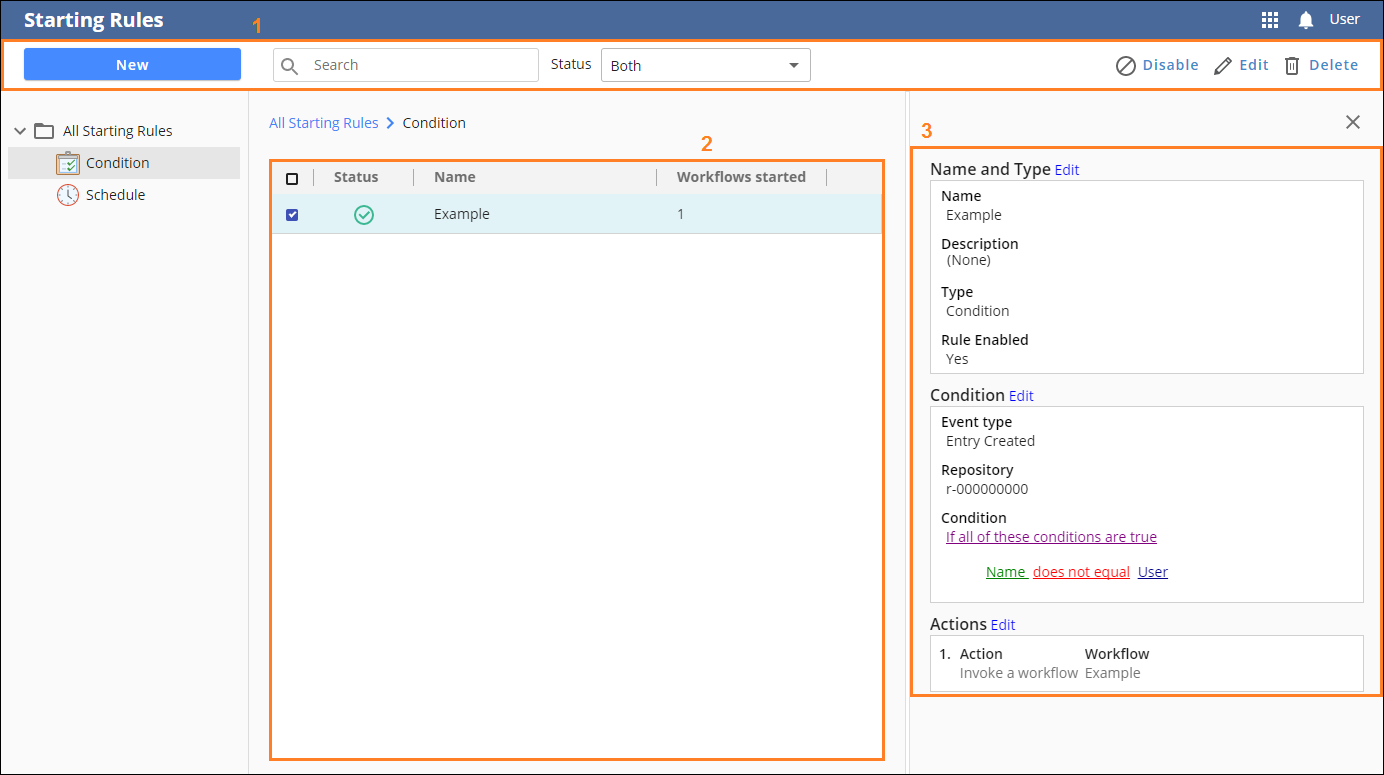 Starting Rules
1
User
New
Search
Status
Both
Disable
Edit
Delete
All Starting Rules
Condition
Schedule
All Starting Rules
Condition
2
Status
Name
Workflows started
Example
1
3
Name and Type Edit
Name
Example
Description
(None)
Type
Condition
Rule Enabled
Yes
Condition Edit
Event type
Entry Created
Repository
r-000000000
Condition
If all of these conditions are true
Name does not equal User
Actions Edit
1. Action Workflow
Invoke a workflow Example